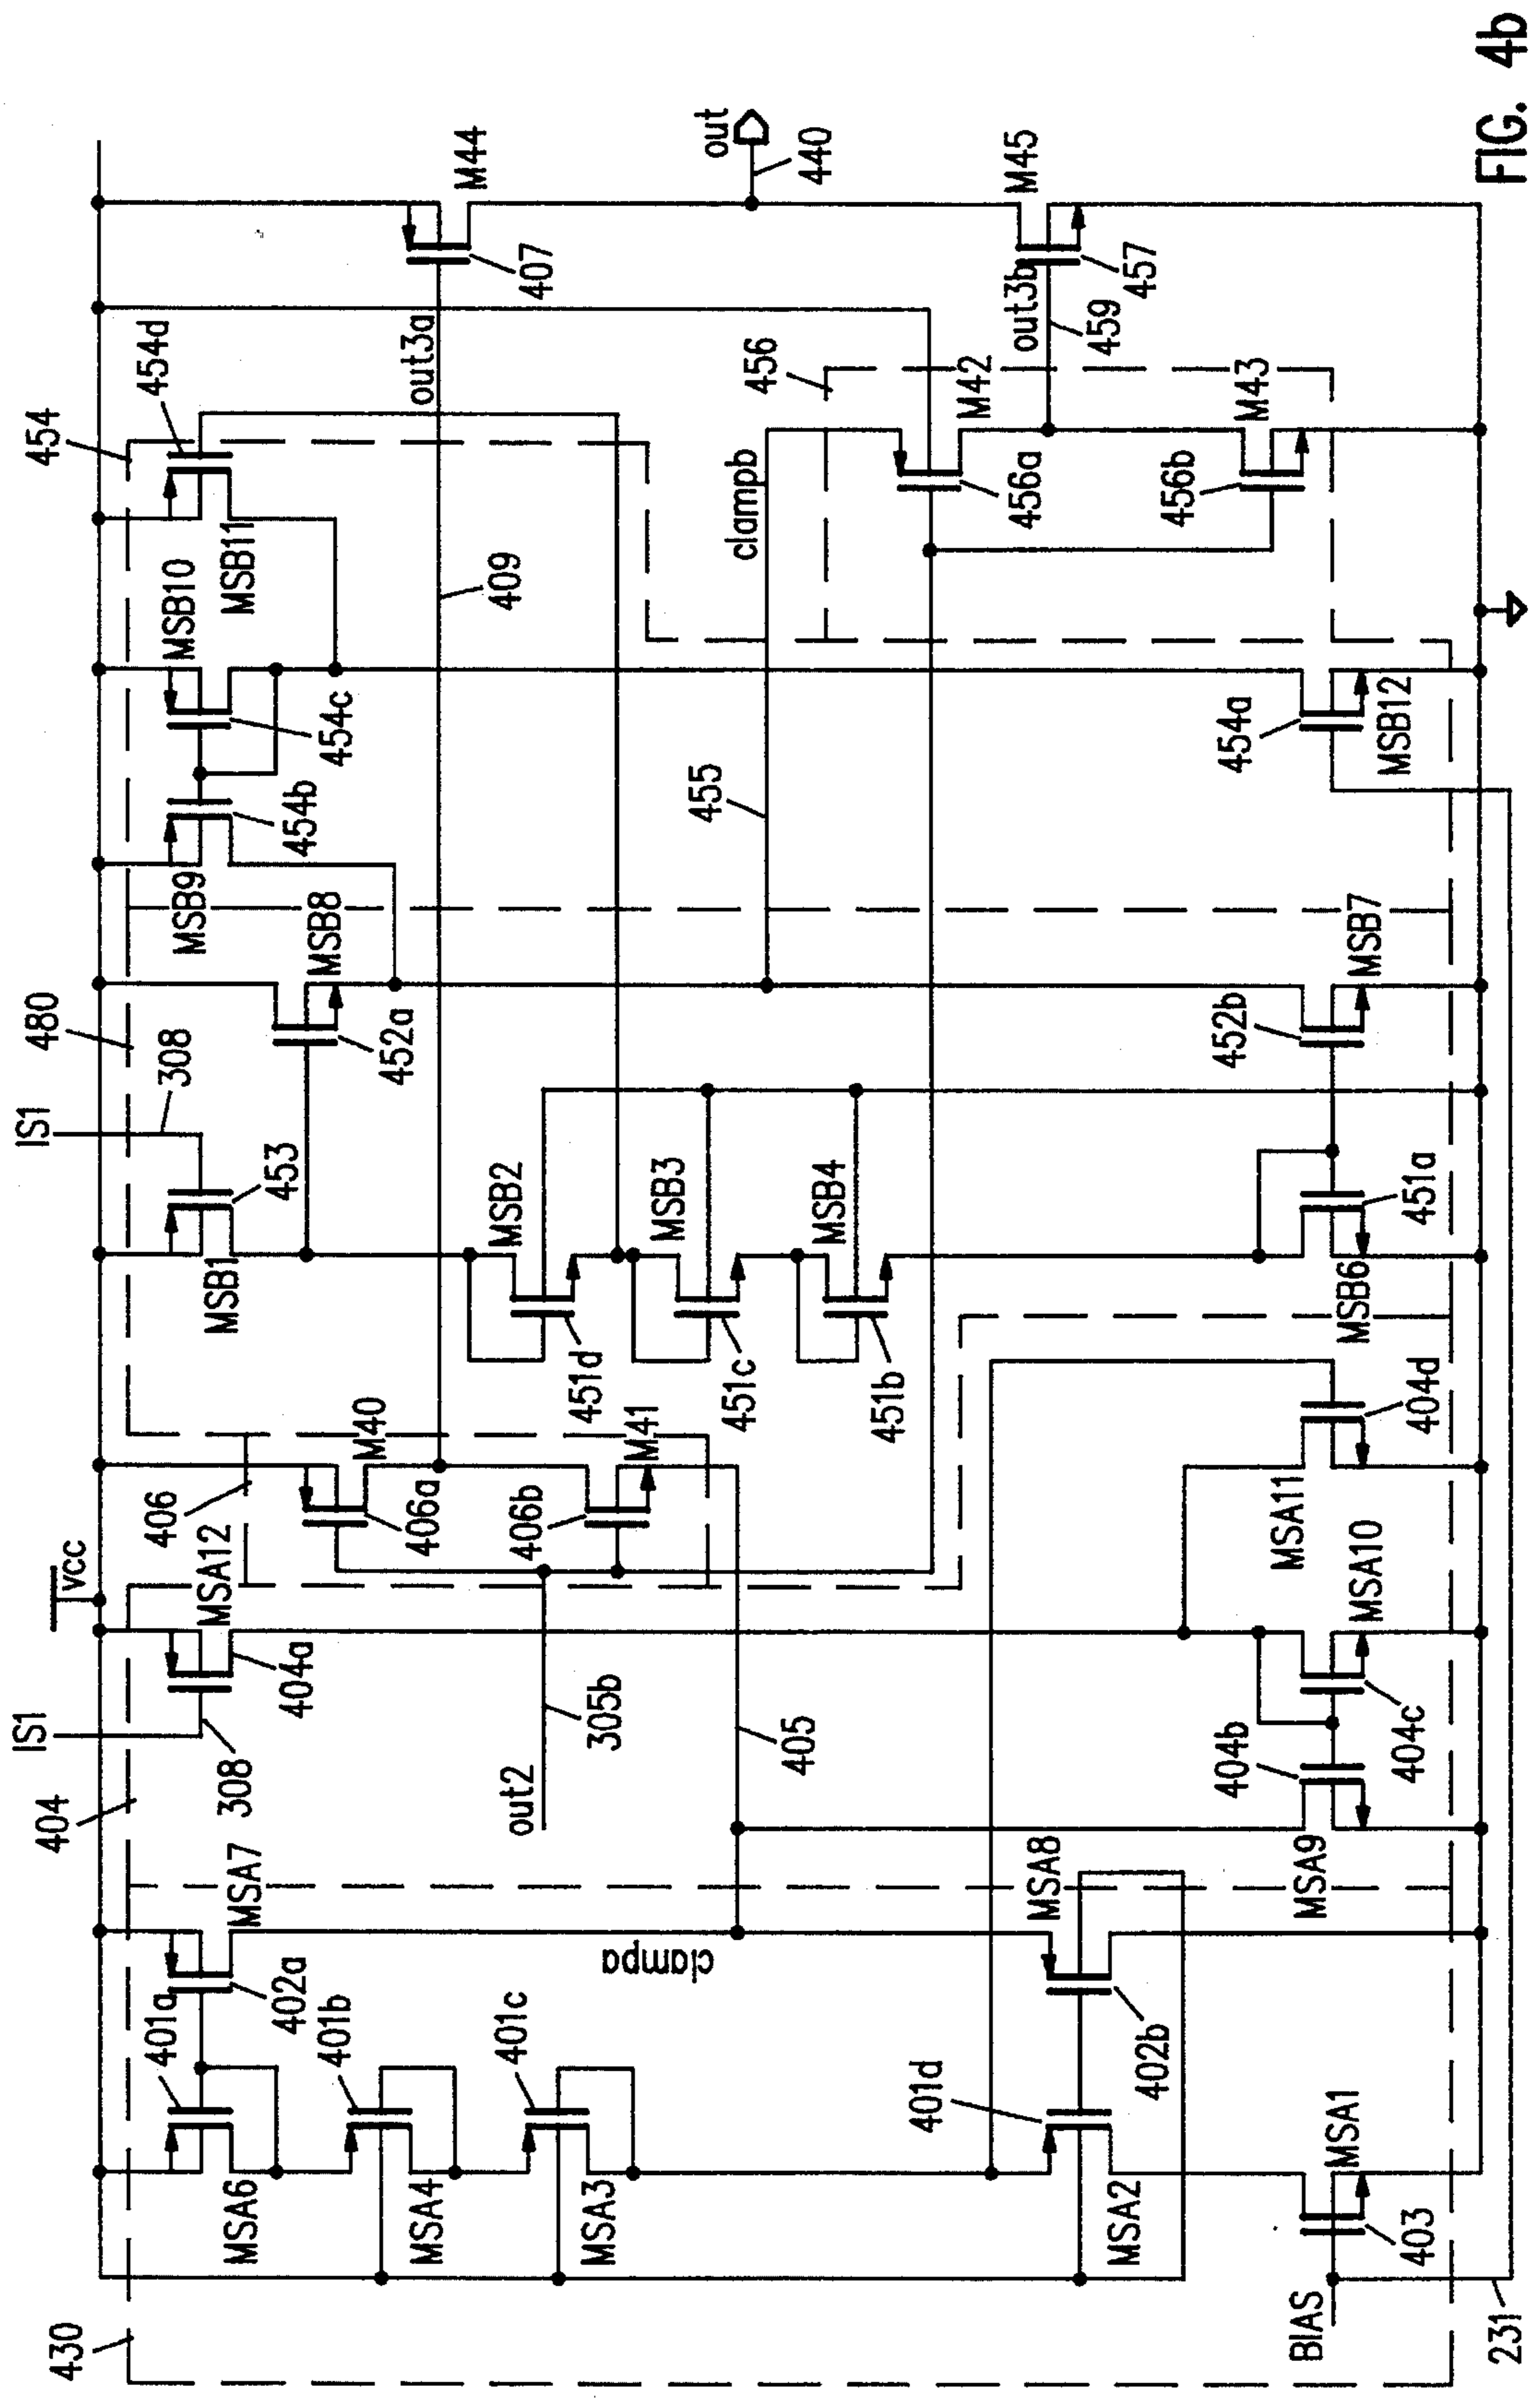 454
454d
M44
out
480
MSB10
MSB11
out3a
407
440
IS1
308
454c
454b
409
456
M42
out3b
M45
459
457
453
MSB9
MSB8
452a
clampb
456a
M43
456b
455
MSB1
MSB2
MSB3
MSB4
454a
MSB12
452b
MSB7
451d
451c
451b
451a
MSB6
406
M40
M41
406a
406b
404d
MSA11
vcc
MSA12
404a
IS1
308
404
305b
out2
405
MSA10
404c
404b
MSA9
MSA7
402a
clampa
MSA8
402b
401a
401b
401c
401d
MSA6
MSA4
MSA3
MSA2
MSA1
403
430
BIAS
231
FIG. 4b